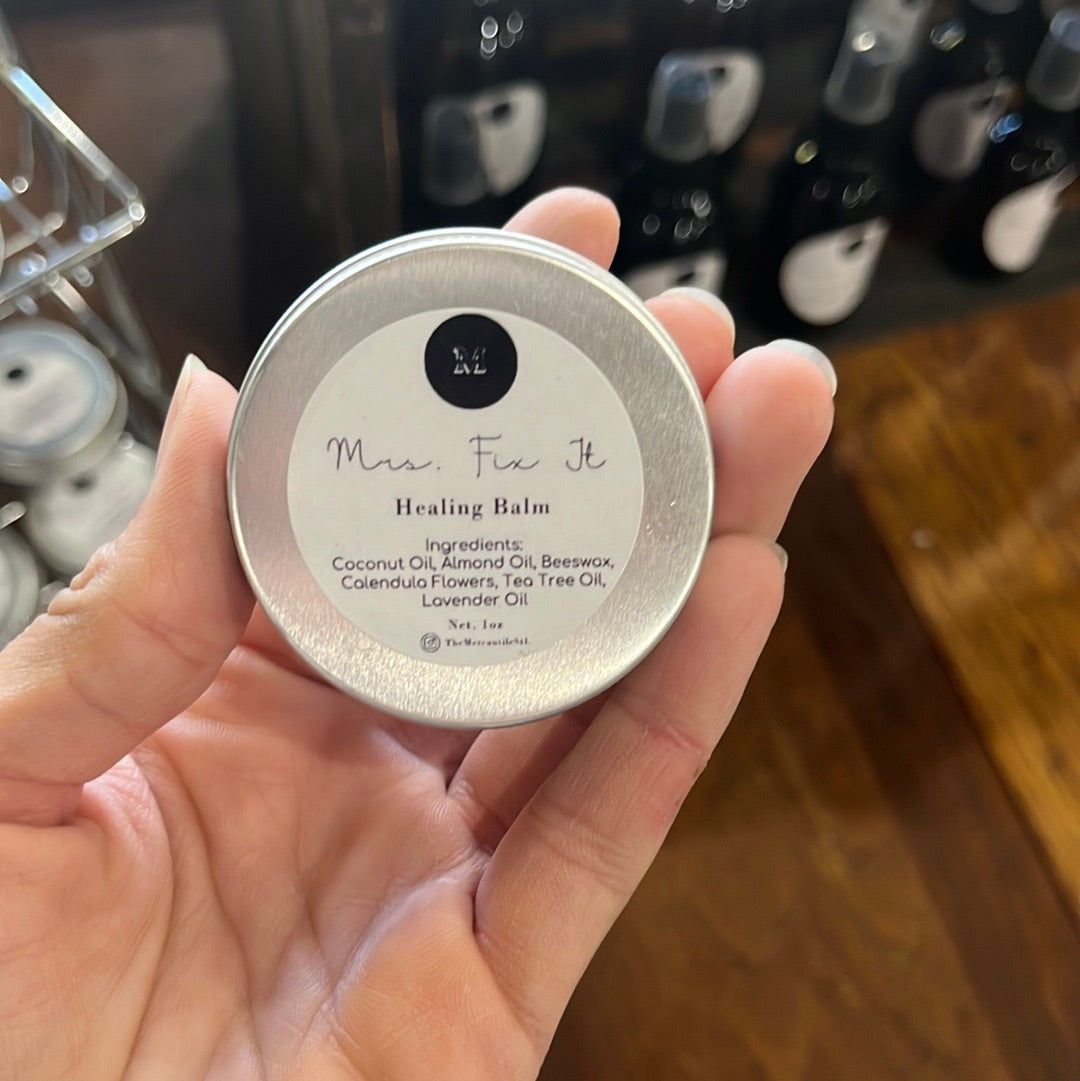 M
Mrs. Fix It
Healing Balm
Ingredients:
Coconut Oil, Almond Oil, Beeswax,
Calendula Flowers, Tea Tree Oil,
Lavender Oil
Net. 1oz
TheMercantileStl.